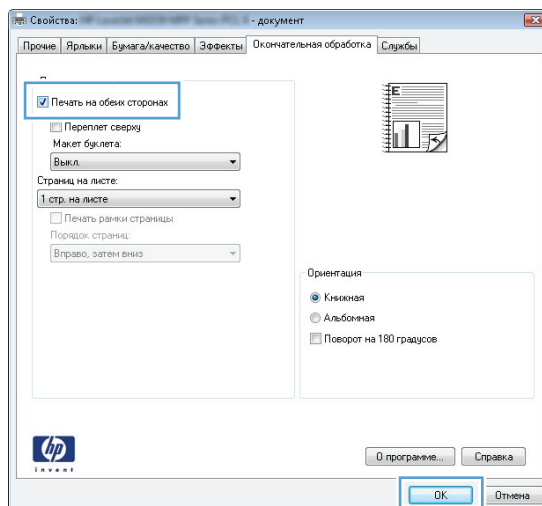 Свойства: - документ
Прочие Ярлыки Бумага/качество Эффекты Окончательная обработка Службы
Печать на обеих сторонах
Переплет сверху
Макет буклета:
Выкл.
Страниц на листе:
1 стр. на листе
Печать рамки страницы
Порядок страниц:
Вправо, затем вниз
E
Ориентация
Книжная
Альбомная
Поворот на 180 градусов
hp
invent
О программе... Справка
OK Отмена